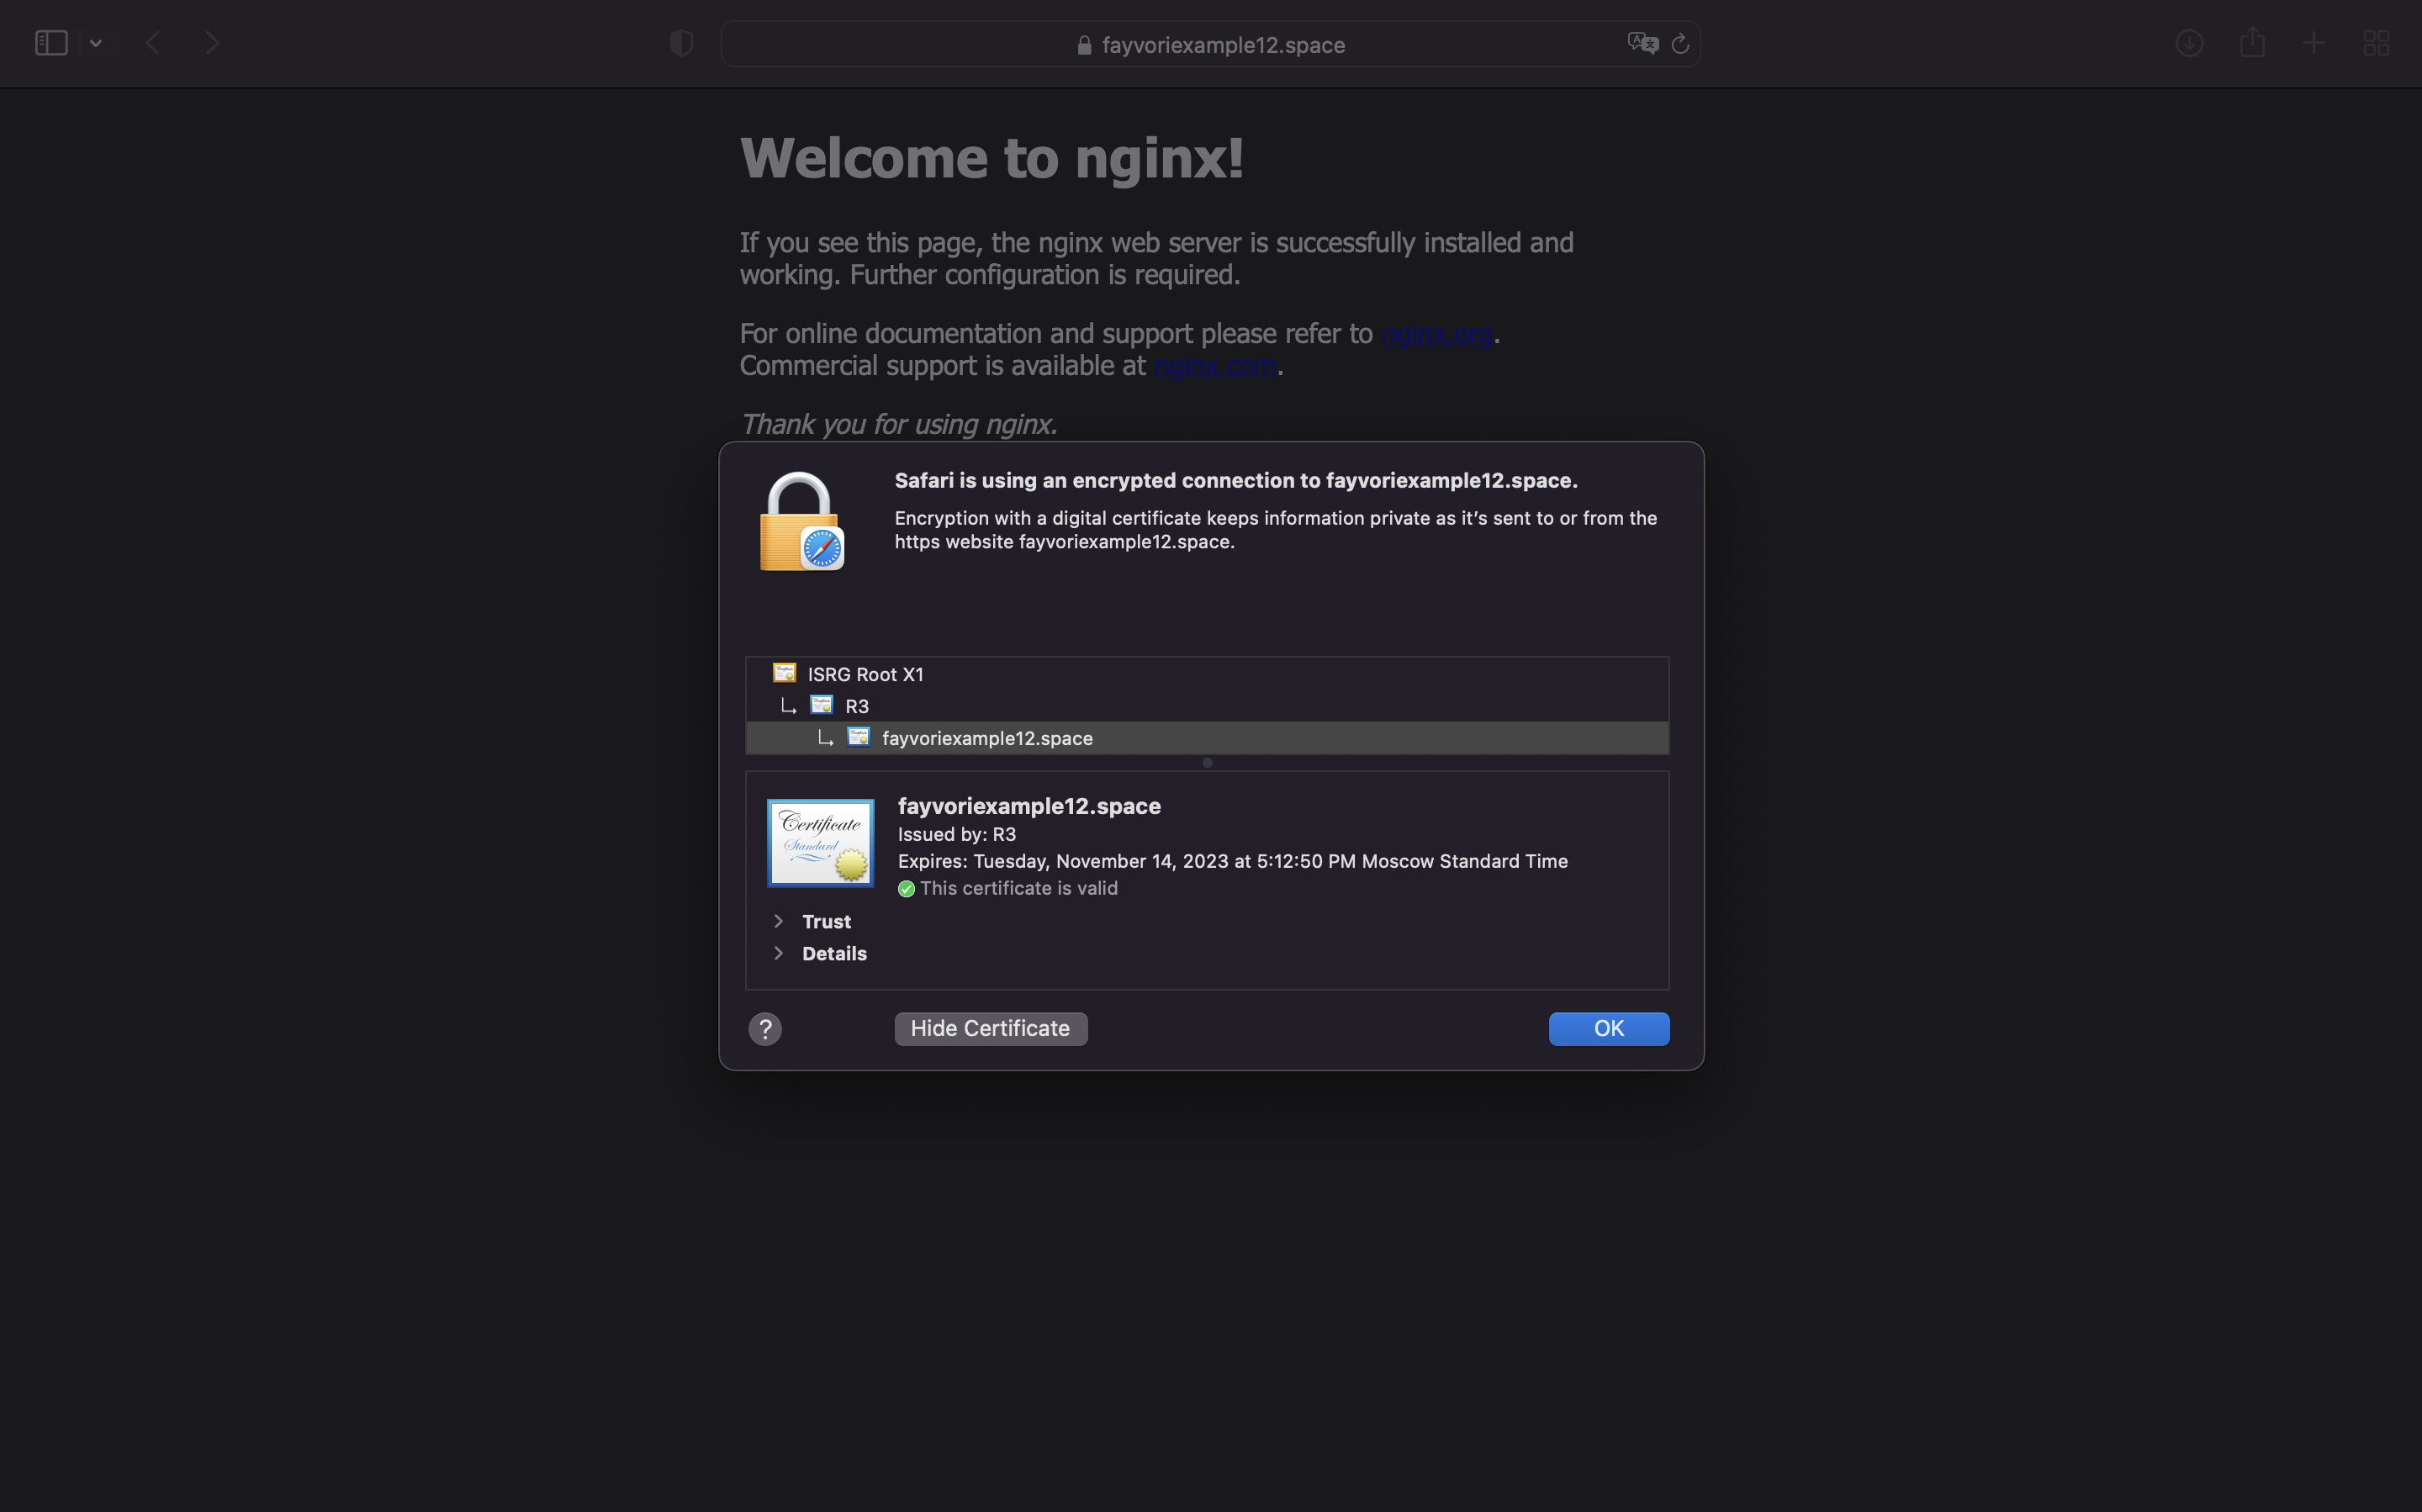 fayvoriexample12.space
Welcome to nginx!
If you see this page, the nginx web server is successfully installed and
working. Further configuration is required.
For online documentation and support please refer to nginx.org.
Commercial support is available at nginx.com.
Thank you for using nginx.
Safari is using an encrypted connection to fayvoriexample12.space.
Encryption with a digital certificate keeps information private as it’s sent to or from the
https website fayvoriexample12.space.
ISRG Root X1
R3
fayvoriexample12.space
Certificate
Standard
fayvoriexample12.space
Issued by: R3
Expires: Tuesday, November 14, 2023 at 5:12:50 PM Moscow Standard Time
This certificate is valid
Trust
Details
?
Hide Certificate
OK